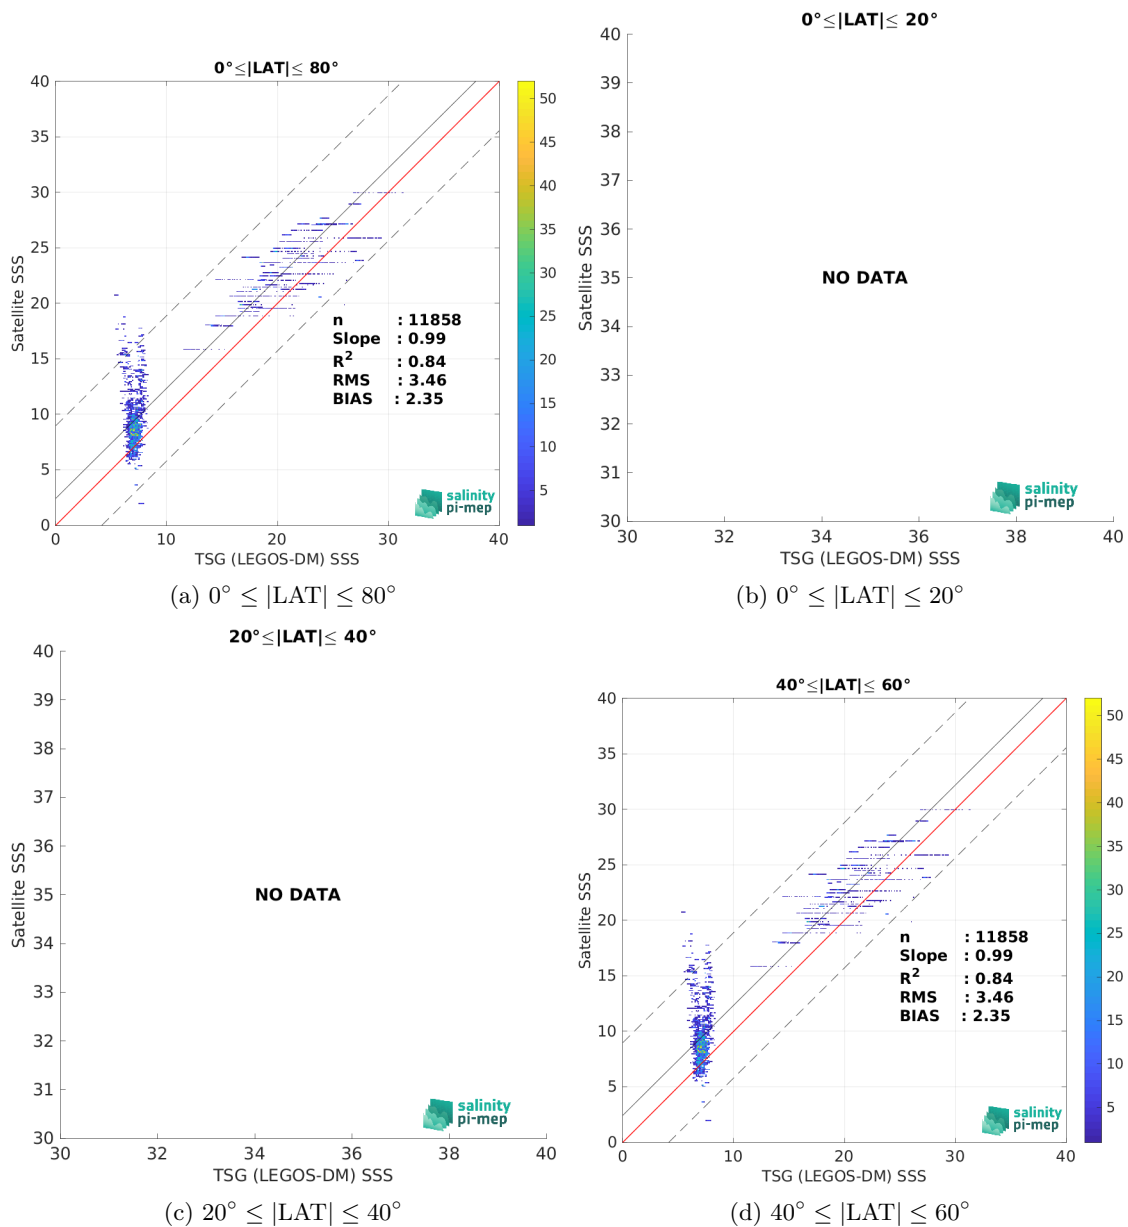 0°≤|LAT|≤ 80°
40
35
30
25
20
15
10
5
0
Satellite SSS
n : 11858
Slope : 0.99
R2 : 0.84
RMS : 3.46
BIAS : 2.35
salinity
pi-mep
0 10 20 30 40
TSG (LEGOS-DM) SSS
50
45
40
35
30
25
20
15
10
5
(a) 0° ≤ |LAT| ≤ 80°
0°≤|LAT|≤ 20°
40
39
38
37
36
35
34
33
32
31
30
Satellite SSS
NO DATA
salinity
pi-mep
30 32 34 36 38 40
TSG (LEGOS-DM) SSS
(b) 0° ≤ |LAT| ≤ 20°
20°≤|LAT|≤ 40°
40
39
38
37
36
35
34
33
32
31
30
Satellite SSS
NO DATA
salinity
pi-mep
30 32 34 36 38 40
TSG (LEGOS-DM) SSS
(c) 20° ≤ |LAT| ≤ 40°
40°≤|LAT|≤ 60°
40
35
30
25
20
15
10
5
0
Satellite SSS
n : 11858
Slope : 0.99
R2 : 0.84
RMS : 3.46
BIAS : 2.35
salinity
pi-mep
0 10 20 30 40
TSG (LEGOS-DM) SSS
50
45
40
35
30
25
20
15
10
5
(d) 40° ≤ |LAT| ≤ 60°